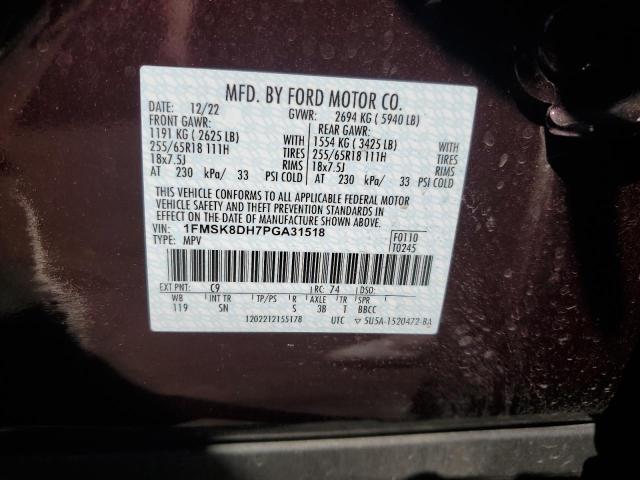 MFD. BY FORD MOTOR CO.
DATE: 12/22 GVWR: 2694 KG ( 5940 LB)
FRONT GAWR: REAR GAWR:
1191 KG ( 2625 LB) WITH 1554 KG ( 3425 LB) WITH
255/65R18 111H TIRES 255/65R18 111H TIRES
18x7.5J RIMS 18x7.5J RIMS
AT 230 kPa/ 33 PSI COLD AT 230 kPa/ 33 PSI COLD
THIS VEHICLE CONFORMS TO ALL APPLICABLE FEDERAL MOTOR
VEHICLE SAFETY AND THEFT PREVENTION STANDARDS IN
EFFECT ON THE DATE OF MANUFACTURE SHOWN ABOVE.
VIN: 1FMSK8DH7PGA31518 F0110
TYPE: MPV T0245
EXT PNT: C9 RC: 74 DSO:
WB INT TR TP/PS R AXLE TR SPR
119 SN S 3B T BBCC
1202212155178 UTC ▽ 5U5A-1520472-BA